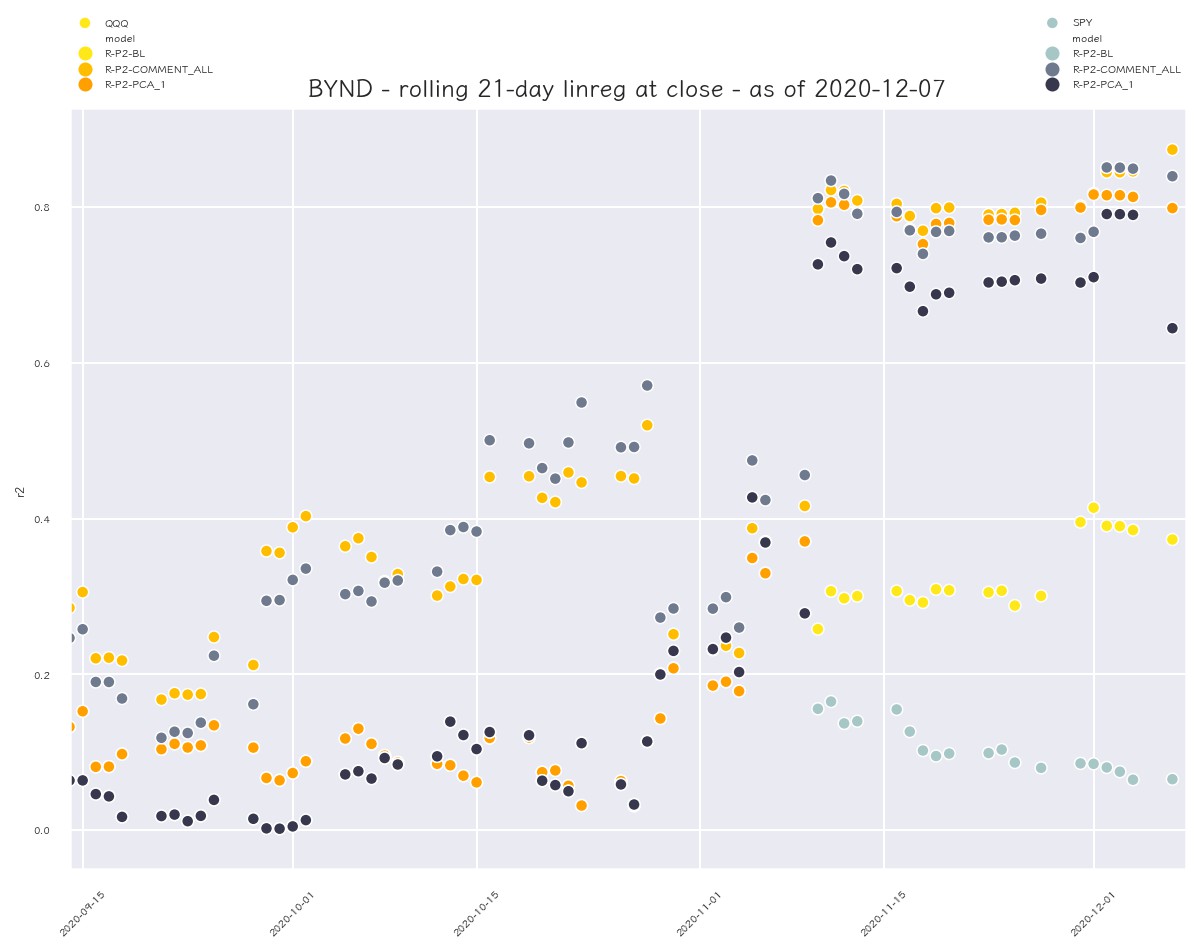 QQQ
model
R-P2-BL
R-P2-COMMENT_ALL
R-P2-PCA_1
SPY
model
R-P2-BL
R-P2-COMMENT_ALL
R-P2-PCA_1
BYND - rolling 21-day linreg at close - as of 2020-12-07
r2
0.8
0.6
0.4
0.2
0.0
2020-09-15
2020-10-01
2020-10-15
2020-11-01
2020-11-15
2020-12-01